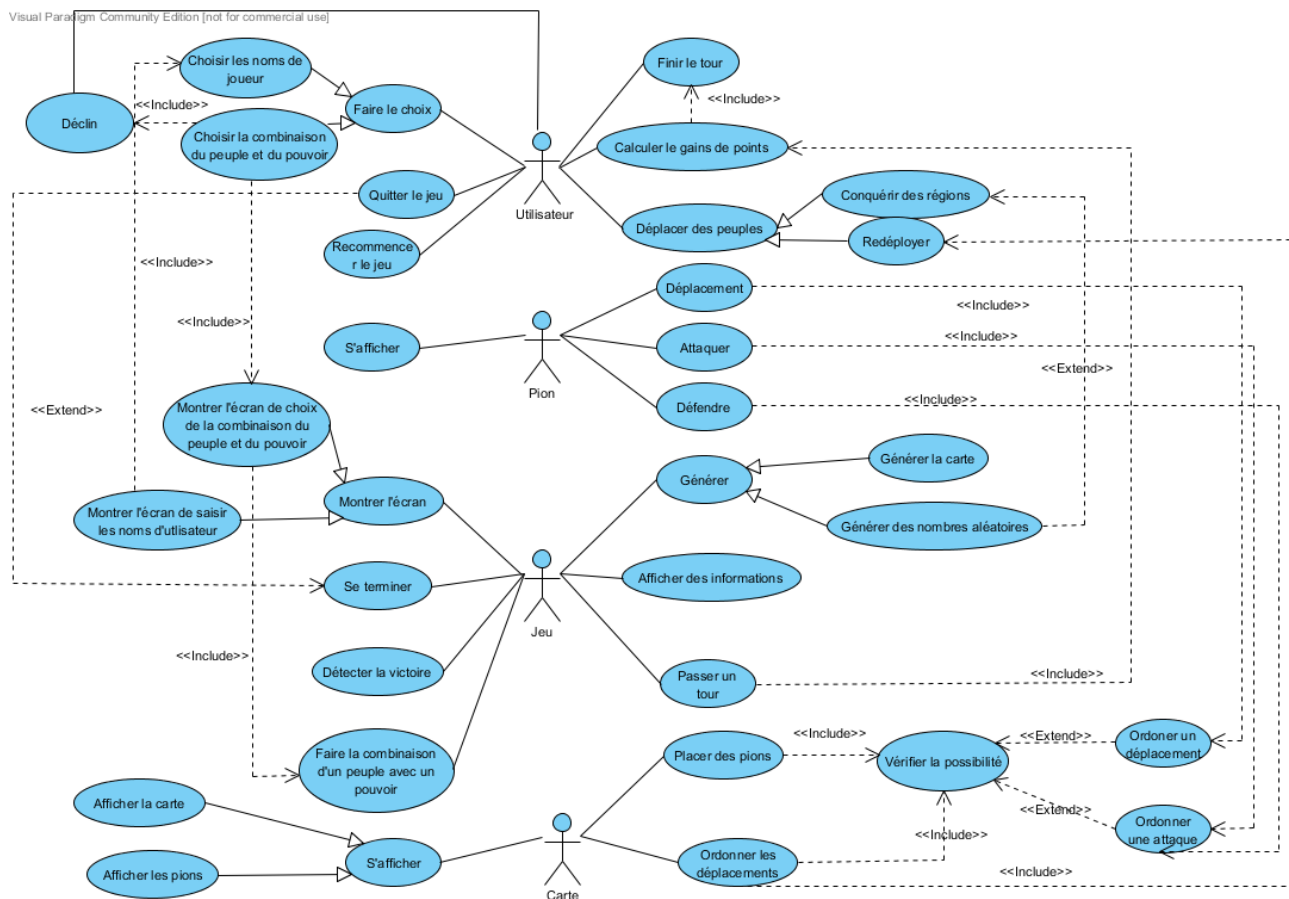 Visual Paradigm Community Edition [not for commercial use]
Choisir les noms de
joueur
Finir le tour
<<Include>>
<<Include>>
Déclin
Faire le choix
Choisir la combinaison
du peuple et du pouvoir
Calculer le gains de points
Quitter le jeu
Utilisateur
Conquérir des régions
Déplacer des peuples
Redéployer
Recommence
r le jeu
<<Include>>
Déplacement
<<Include>>
<<Include>>
S'afficher
Attaquer
<<Include>>
Pion
<<Extend>>
Défendre
<<Include>>
<<Extend>>
Montrer l'écran de choix
de la combinaison du
peuple et du pouvoir
Générer la carte
Générer
Montrer l'écran
Montrer l'écran de saisir
les noms d'utlisateur
Générer des nombres aléatoires
Se terminer
Afficher des informations
Jeu
<<Include>>
Détecter la victoire
Passer un
tour
<<Include>>
Faire la combinaison
d'un peuple avec un
pouvoir
Placer des pions
<<Include>>
Vérifier la possibilité
<<Extend>>
Ordoner un
déplacement
Afficher la carte
<<Extend>>
Ordonner
une attaque
<<Include>>
S'afficher
Ordonner les
déplacements
Afficher les pions
<<Include>>
Carte